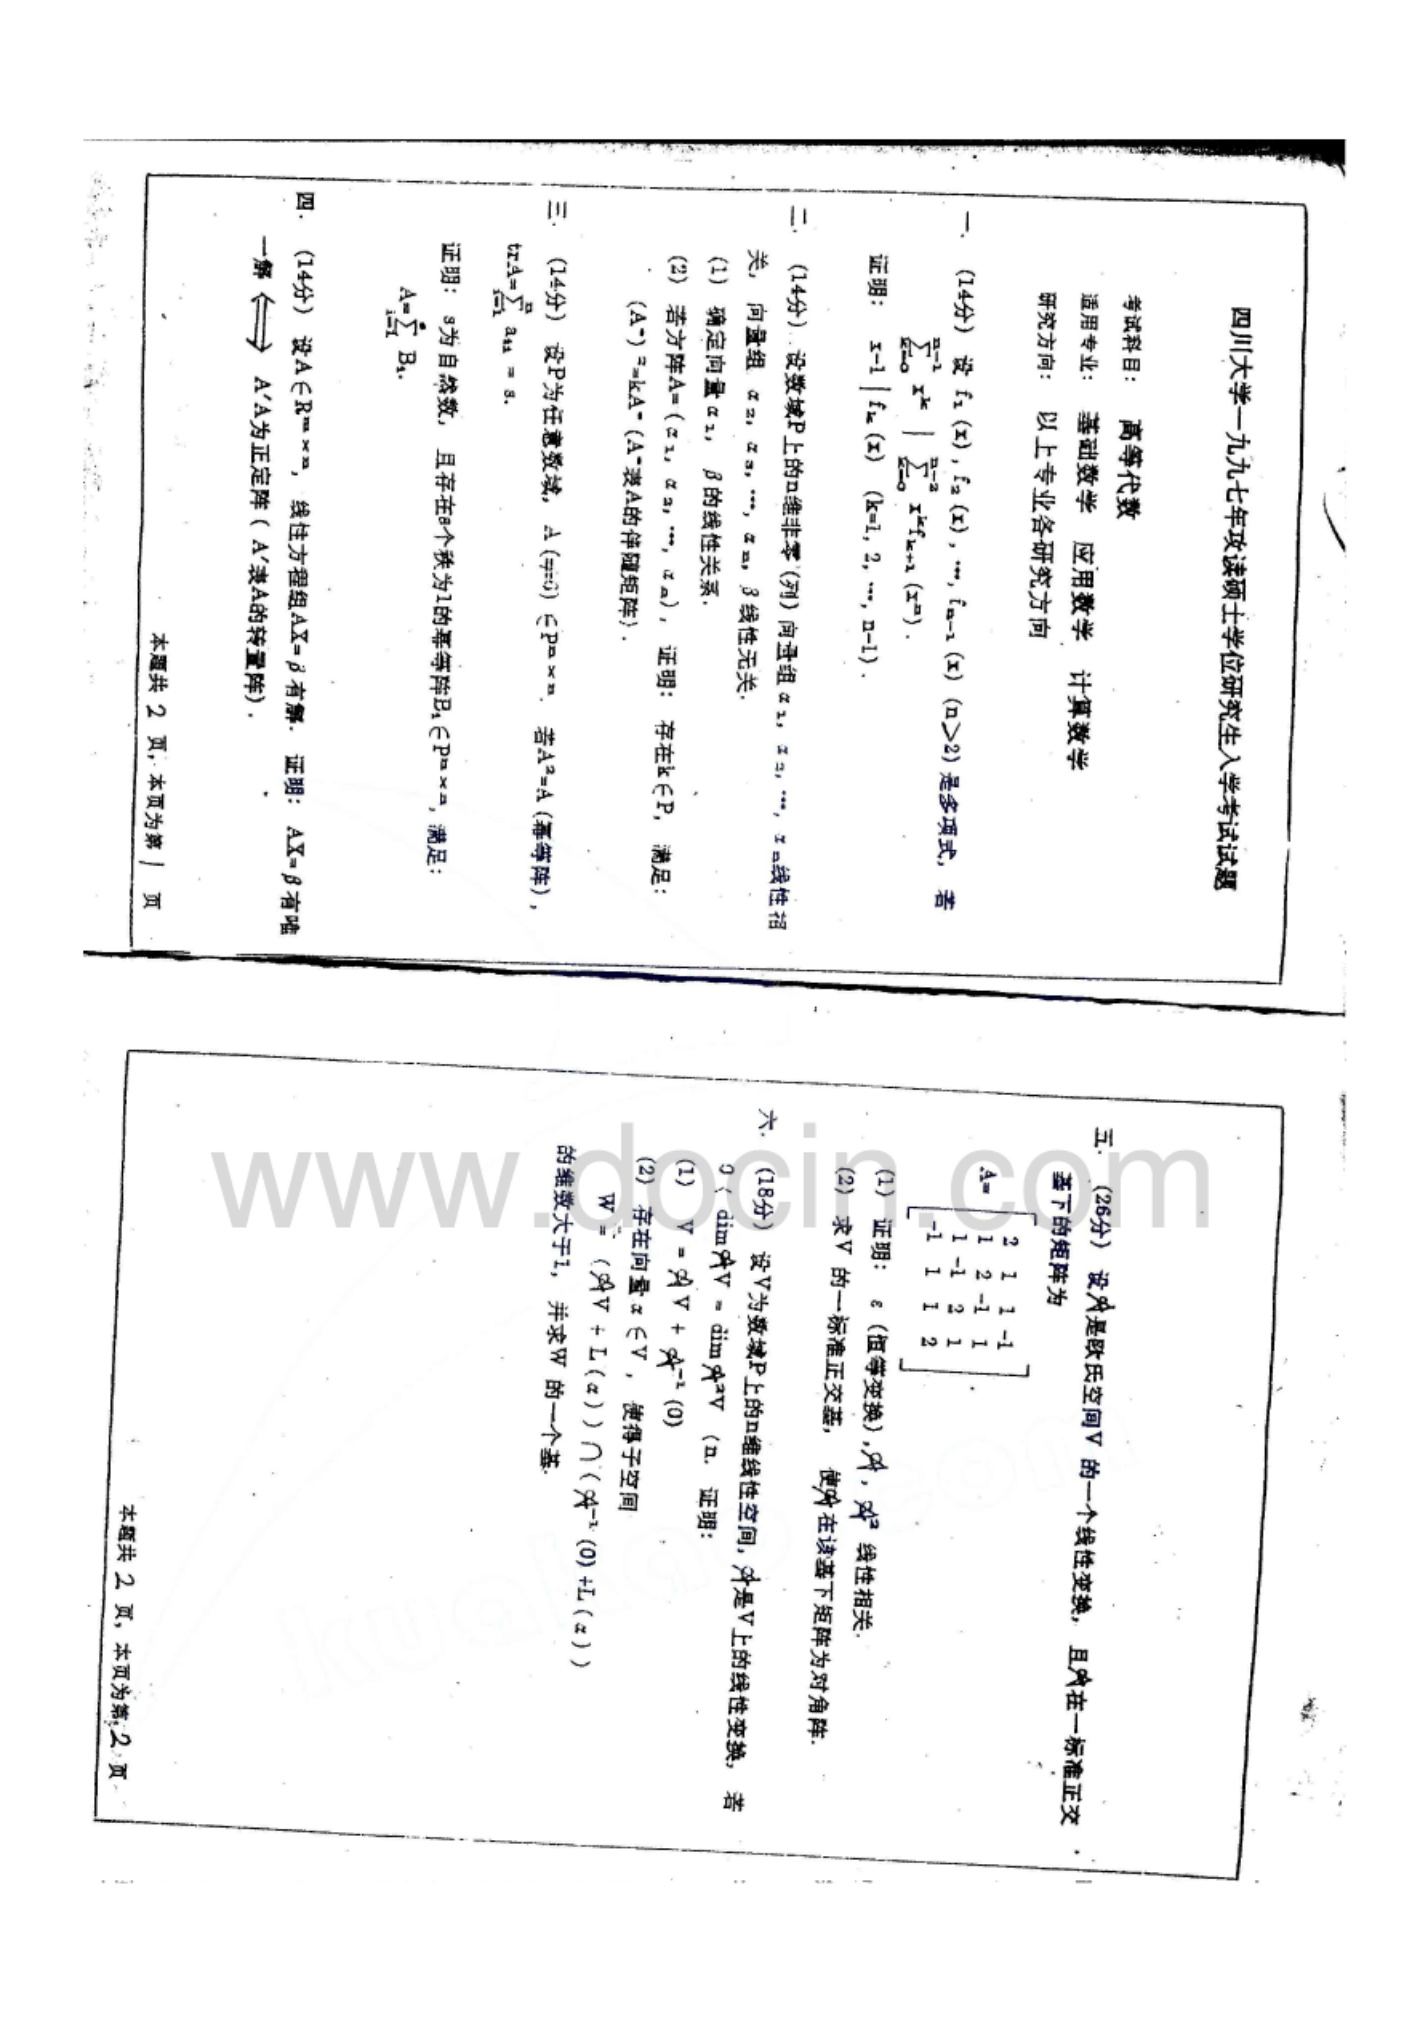 四川大学一九九七年攻读硕士学位研究生入学考试试题
考试科目: 高等代数
适用专业: 基础数学 应用数学 计算数学
研究方向: 以上专业各研究方向
一. (14分) 设 f₁(x), f₂(x), …, fₙ₋₁(x) (n>2) 是多项式, 若
∑ₖ₌₀ⁿ⁻¹ xᵏ | ∑ₖ₌₀ⁿ⁻² xᵏfₖ₊₁(xⁿ).
证明: x-1 | fₖ(x) (k=1, 2, …, n-1).
二. (14分) 设数域P上的n维非零(列)向量组 α₁, α₂, …, αₙ线性相
关, 向量组 α₂, α₃, …, αₙ, β线性无关.
(1) 确定向量α₁, β的线性关系.
(2) 若方阵A=(α₁, α₂, …, αₙ), 证明: 存在k∈P, 满足:
(A*)²=kA* (A*表A的伴随矩阵).
三. (14分) 设P为任意数域, A(≠0)∈Pⁿˣⁿ. 若A²=A(幂等阵),
trA=∑ᵢ₌₁ⁿ aᵢᵢ = s.
证明: s为自然数, 且存在s个秩为1的幂等阵Bᵢ∈Pⁿˣⁿ, 满足:
A=∑ᵢ₌₁ˢ Bᵢ.
四. (14分) 设A∈Rᵐˣⁿ, 线性方程组AX=β有解. 证明: AX=β有唯
一解 ⟺ A′A为正定阵 (A′表A的转置阵).
本题共 2 页, 本页为第 1 页
五. (26分) 设𝒜是欧氏空间V的一个线性变换, 且𝒜在一标准正交
基下的矩阵为
A= [ 2 1 1 -1
1 2 -1 1
1 -1 2 1
-1 1 1 2 ].
(1) 证明: ε(恒等变换), 𝒜, 𝒜² 线性相关.
(2) 求V的一标准正交基, 使𝒜在该基下矩阵为对角阵.
六. (18分) 设V为数域P上的n维线性空间, 𝒜是V上的线性变换, 若
0⟨ dim𝒜V = dim𝒜²V ⟨n. 证明:
(1) V = 𝒜V + 𝒜⁻¹(0)
(2) 存在向量α∈V, 使得子空间
W = (𝒜V + L(α))∩(𝒜⁻¹(0)+L(α))
的维数大于1, 并求W的一个基.
本题共 2 页, 本页为第 2 页
www.docin.com